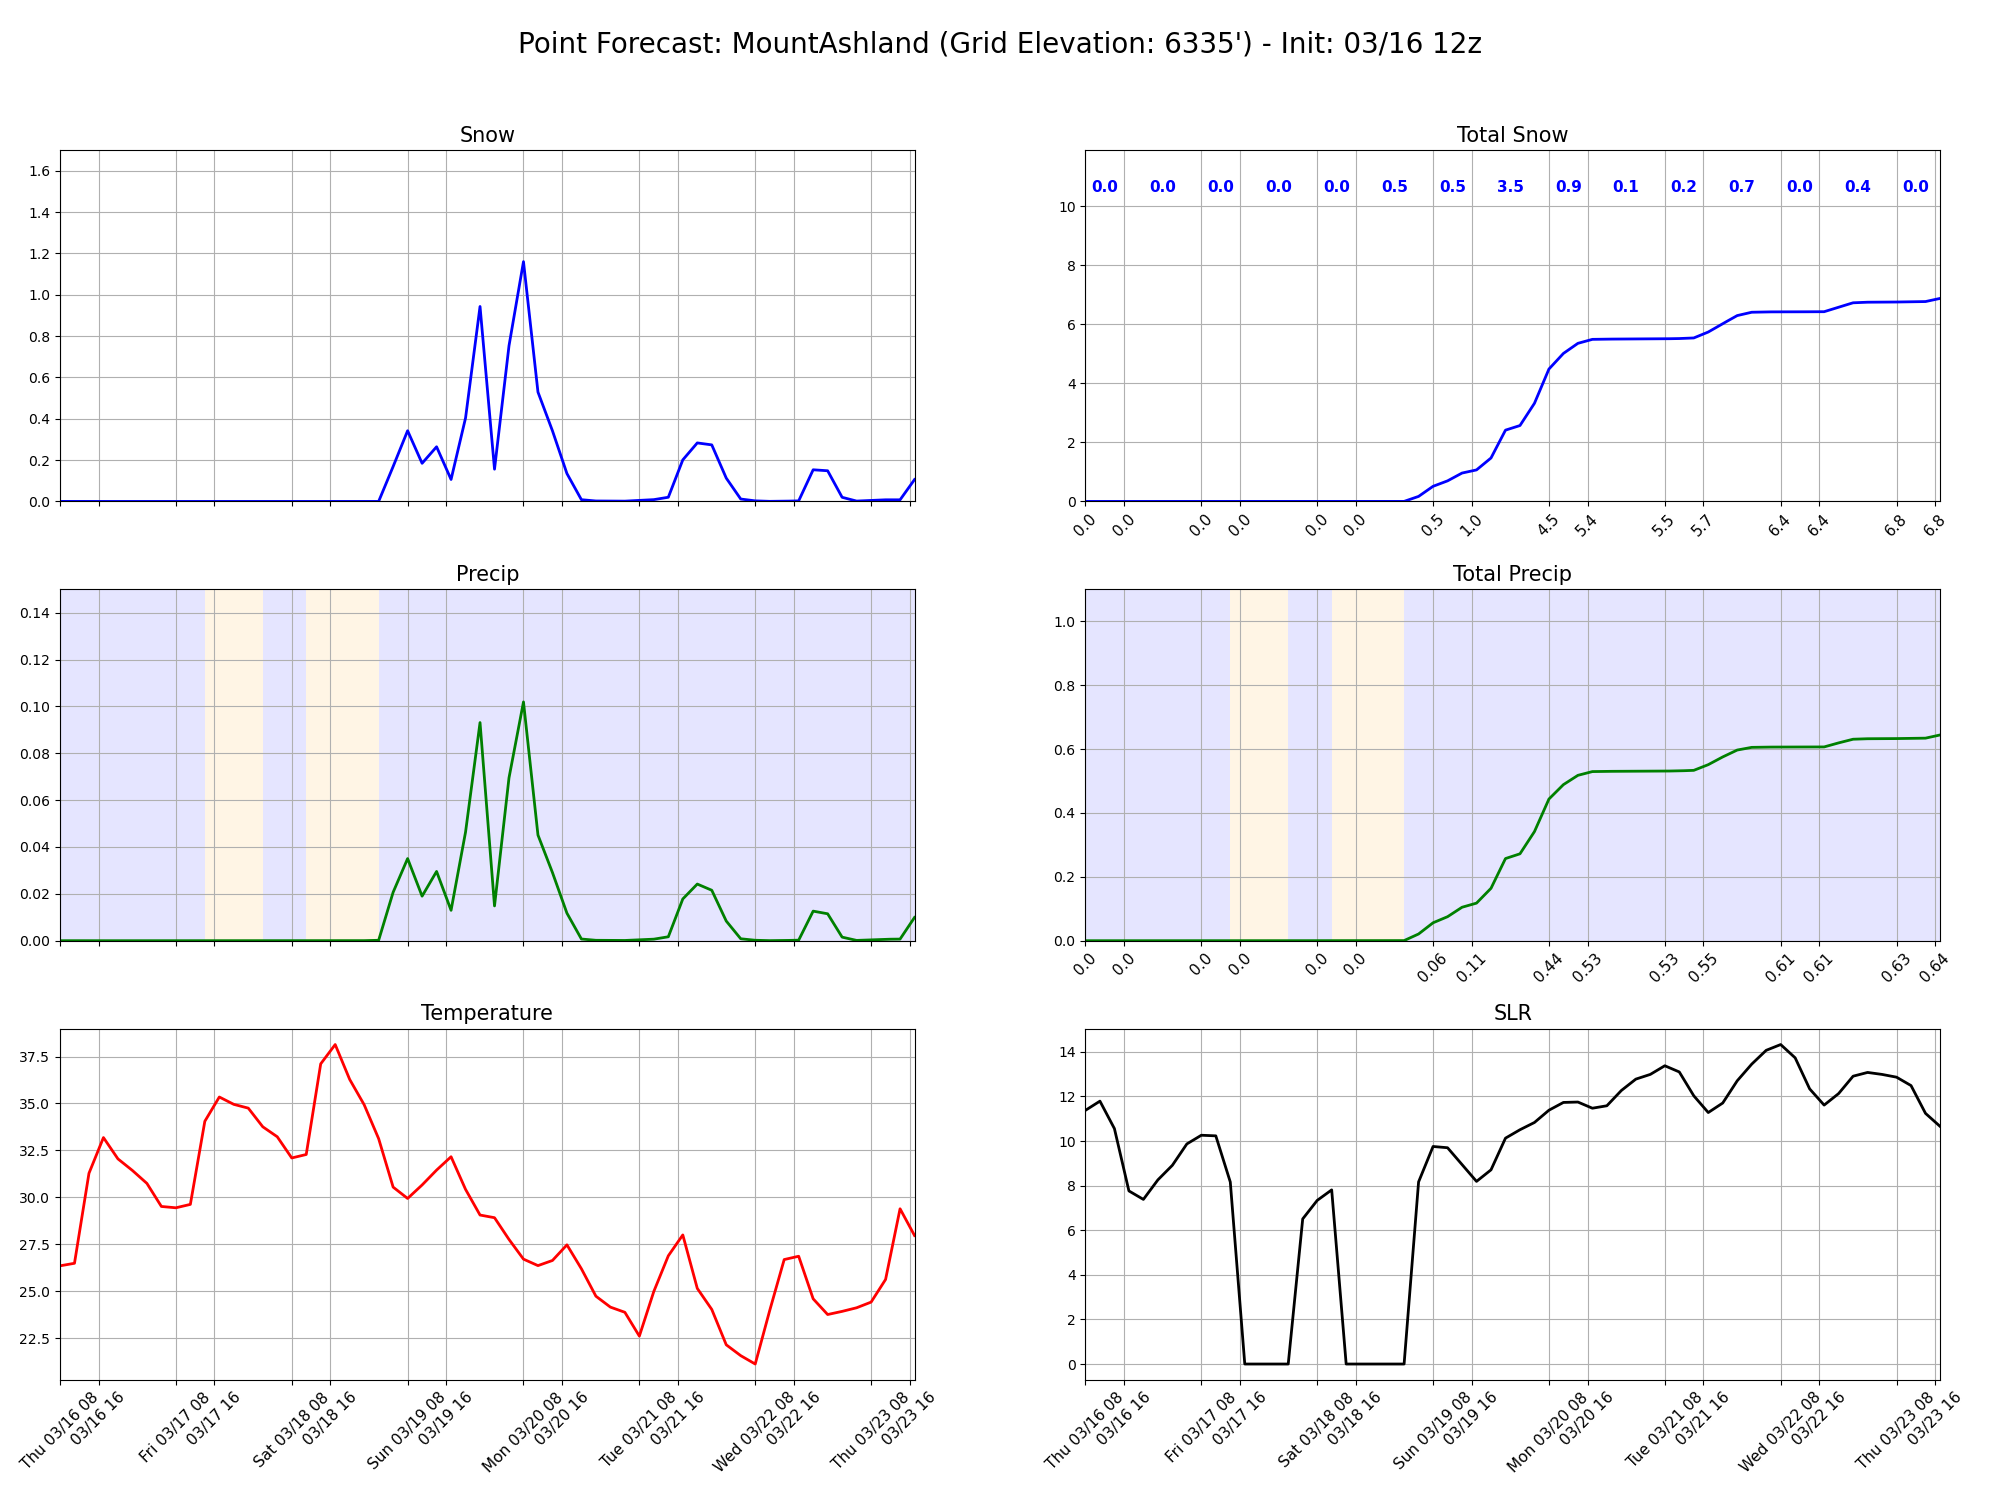 Point Forecast: MountAshland (Grid Elevation: 6335') - Init: 03/16 12z
Snow
1.6
1.4
1.2
1.0
0.8
0.6
0.4
0.2
0.0
Total Snow
0.0 0.0 0.0 0.0 0.0 0.5 0.5 3.5 0.9 0.1 0.2 0.7 0.0 0.4 0.0
10
8
6
4
2
0
0.0 0.0 0.0 0.0 0.0 0.0 0.5 1.0 4.5 5.4 5.5 5.7 6.4 6.4 6.8 6.8
Precip
0.14
0.12
0.10
0.08
0.06
0.04
0.02
0.00
Total Precip
1.0
0.8
0.6
0.4
0.2
0.0
0.0 0.0 0.0 0.0 0.0 0.0 0.06 0.11 0.44 0.53 0.53 0.55 0.61 0.61 0.63 0.64
Temperature
37.5
35.0
32.5
30.0
27.5
25.0
22.5
Thu 03/16 08
03/16 16
Fri 03/17 08
03/17 16
Sat 03/18 08
03/18 16
Sun 03/19 08
03/19 16
Mon 03/20 08
03/20 16
Tue 03/21 08
03/21 16
Wed 03/22 08
03/22 16
Thu 03/23 08
03/23 16
SLR
14
12
10
8
6
4
2
0
Thu 03/16 08
03/16 16
Fri 03/17 08
03/17 16
Sat 03/18 08
03/18 16
Sun 03/19 08
03/19 16
Mon 03/20 08
03/20 16
Tue 03/21 08
03/21 16
Wed 03/22 08
03/22 16
Thu 03/23 08
03/23 16